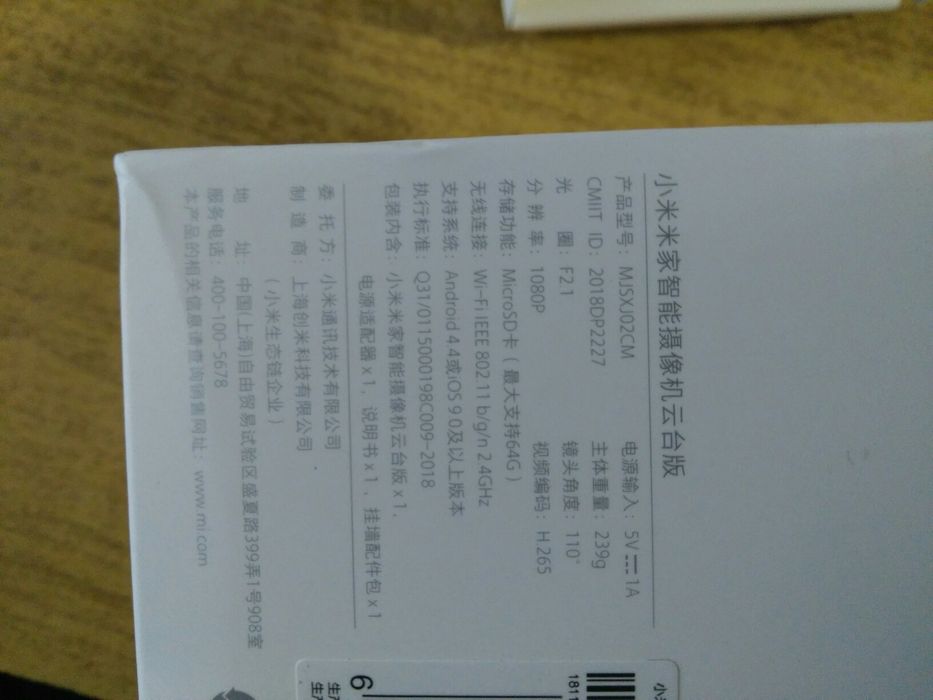 小米米家智能摄像机云台版
产品型号：MJSXJ02CM 电源输入：5V⎓1A
CMIIT ID：2018DP2227 主体重量：239g
光 圈：F2.1 镜头角度：110°
分 辨 率：1080P 视频编码：H.265
存储功能：MicroSD卡（最大支持64G）
无线连接：Wi-Fi IEEE 802.11 b/g/n 2.4GHz
支持系统：Android 4.4或iOS 9.0及以上版本
执行标准：Q31/0115000198C009-2018
包装内含：小米米家智能摄像机云台版 x 1，
电源适配器 x 1，说明书 x 1，挂墙配件包 x 1
委 托 方：小米通讯技术有限公司
制 造 商：上海创米科技有限公司
（小米生态链企业）
地 址：中国(上海)自由贸易试验区盛夏路399弄1号908室
服务电话：400-100-5678
本产品的相关信息请查询销售网址：www.mi.com
181
6
生产
生产